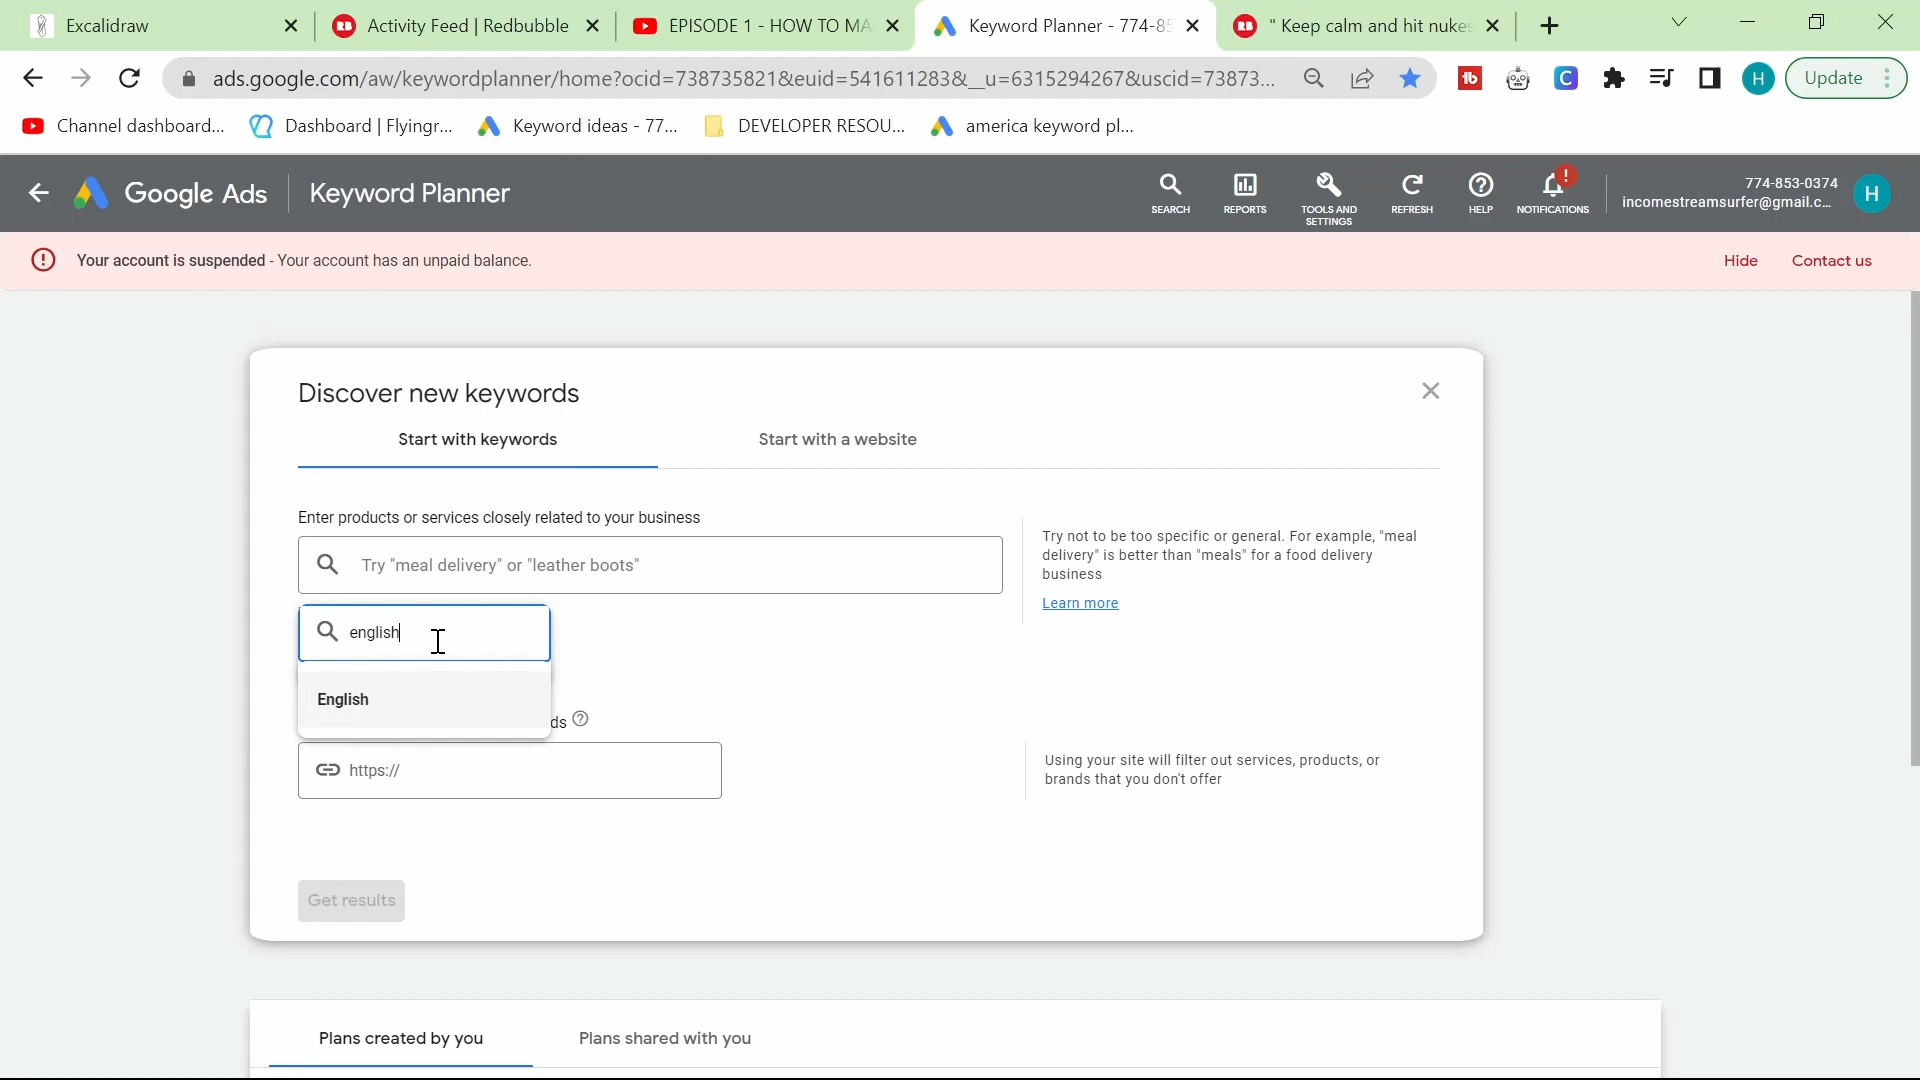 Excalidraw
Activity Feed | Redbubble
EPISODE 1 - HOW TO MA
Keyword Planner - 774-85
" Keep calm and hit nukes
ads.google.com/aw/keywordplanner/home?ocid=738735821&euid=541611283&__u=6315294267&uscid=73873...
Update
Channel dashboard...
Dashboard | Flyingr...
Keyword ideas - 77...
DEVELOPER RESOU...
america keyword pl...
Google Ads
Keyword Planner
SEARCH
REPORTS
TOOLS AND
SETTINGS
REFRESH
HELP
NOTIFICATIONS
774-853-0374
incomestreamsurfer@gmail.c...
H
Your account is suspended - Your account has an unpaid balance.
Hide
Contact us
Discover new keywords
Start with keywords
Start with a website
Enter products or services closely related to your business
Try "meal delivery" or "leather boots"
Try not to be too specific or general. For example, "meal
delivery" is better than "meals" for a food delivery
business
Learn more
english
English
ds
https://
Using your site will filter out services, products, or
brands that you don't offer
Get results
Plans created by you
Plans shared with you